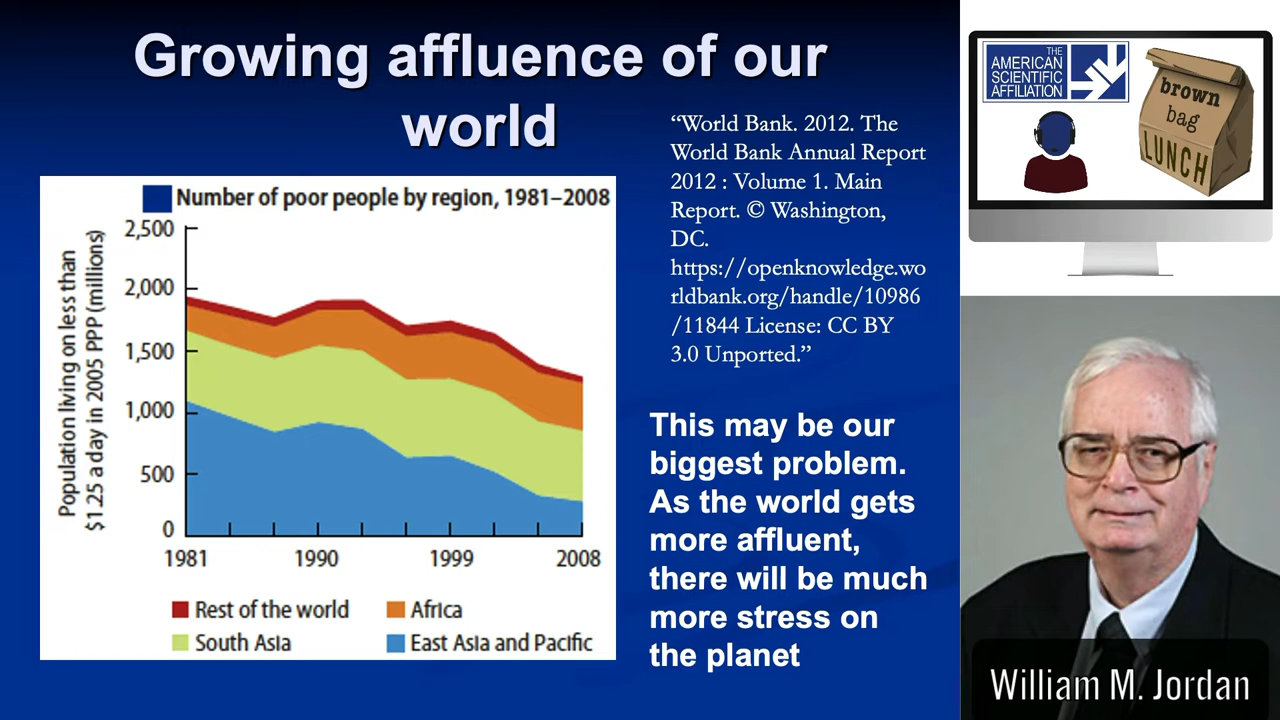 Growing affluence of our
world
“World Bank. 2012. The
World Bank Annual Report
2012 : Volume 1. Main
Report. © Washington,
DC.
https://openknowledge.wo
rldbank.org/handle/10986
/11844 License: CC BY
3.0 Unported.”
Number of poor people by region, 1981–2008
Population living on less than
$1.25 a day in 2005 PPP (millions)
2,500
2,000
1,500
1,000
500
0
1981
1990
1999
2008
Rest of the world
Africa
South Asia
East Asia and Pacific
This may be our
biggest problem.
As the world gets
more affluent,
there will be much
more stress on
the planet
THE
AMERICAN
SCIENTIFIC
AFFILIATION
brown
bag
LUNCH
William M. Jordan